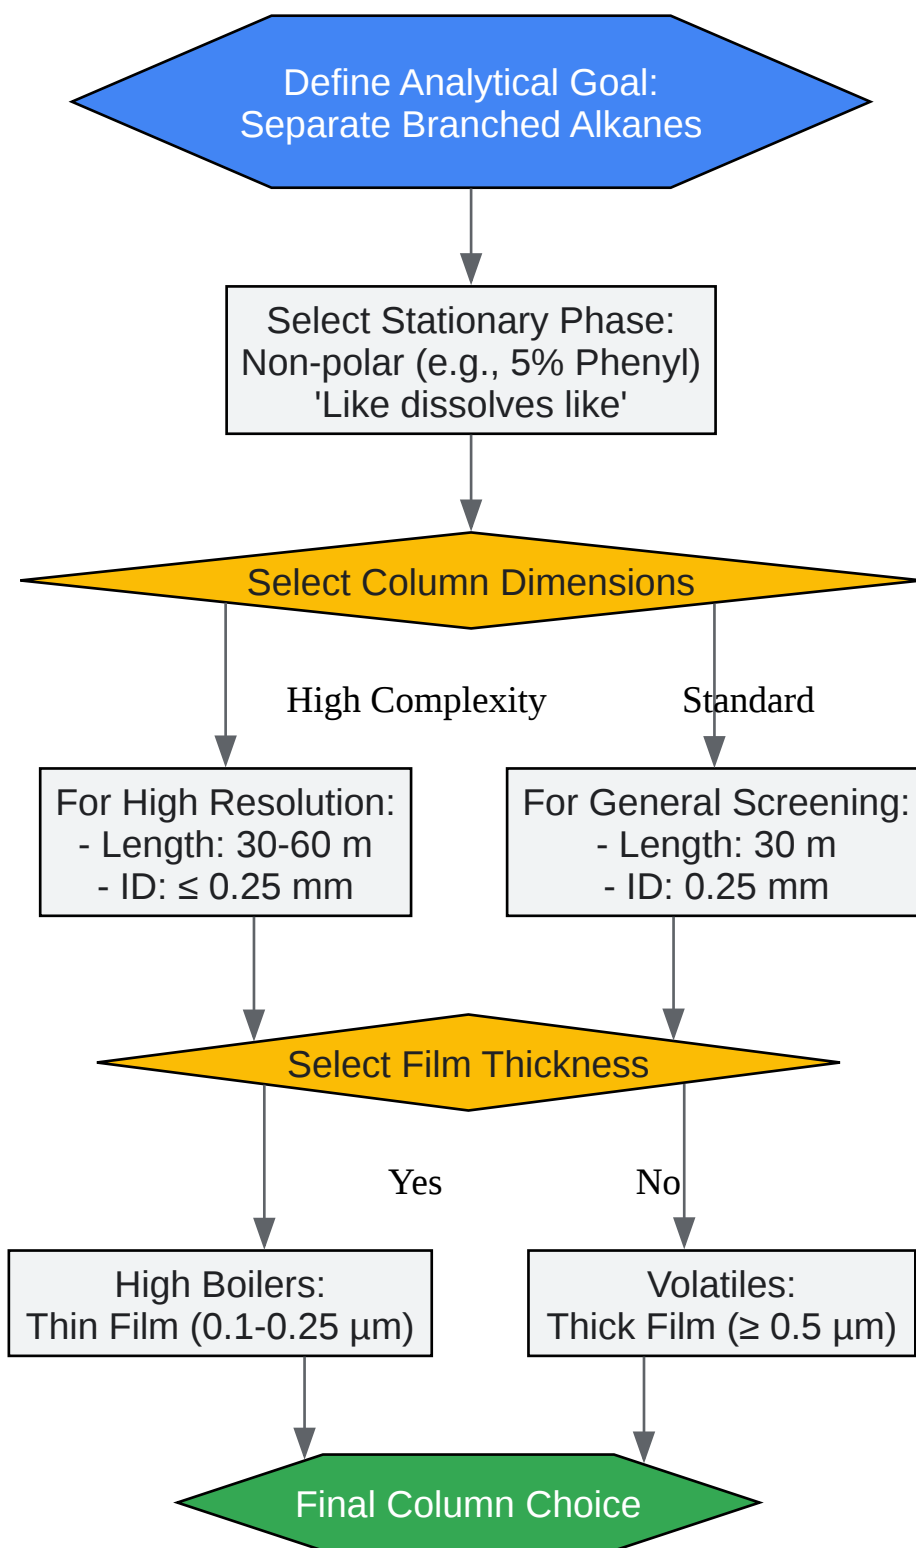 Define Analytical Goal:
Separate Branched Alkanes
Select Stationary Phase:
Non-polar (e.g., 5% Phenyl)
'Like dissolves like'
Select Column Dimensions
High Complexity
Standard
For High Resolution:
- Length: 30-60 m
- ID: ≤ 0.25 mm
For General Screening:
- Length: 30 m
- ID: 0.25 mm
Select Film Thickness
Yes
No
High Boilers:
Thin Film (0.1-0.25 µm)
Volatiles:
Thick Film (≥ 0.5 µm)
Final Column Choice